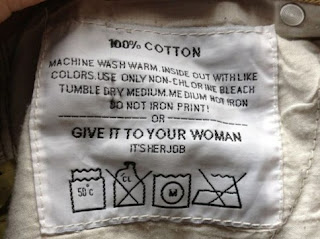 100% COTTON
MACHINE WASH WARM. INSIDE OUT WITH LIKE
COLORS. USE ONLY NON-CHLORINE BLEACH
TUMBLE DRY MEDIUM. MEDIUM HOT IRON
DO NOT IRON PRINT!
OR
GIVE IT TO YOUR WOMAN
IT'S HER JOB
50°C CL M